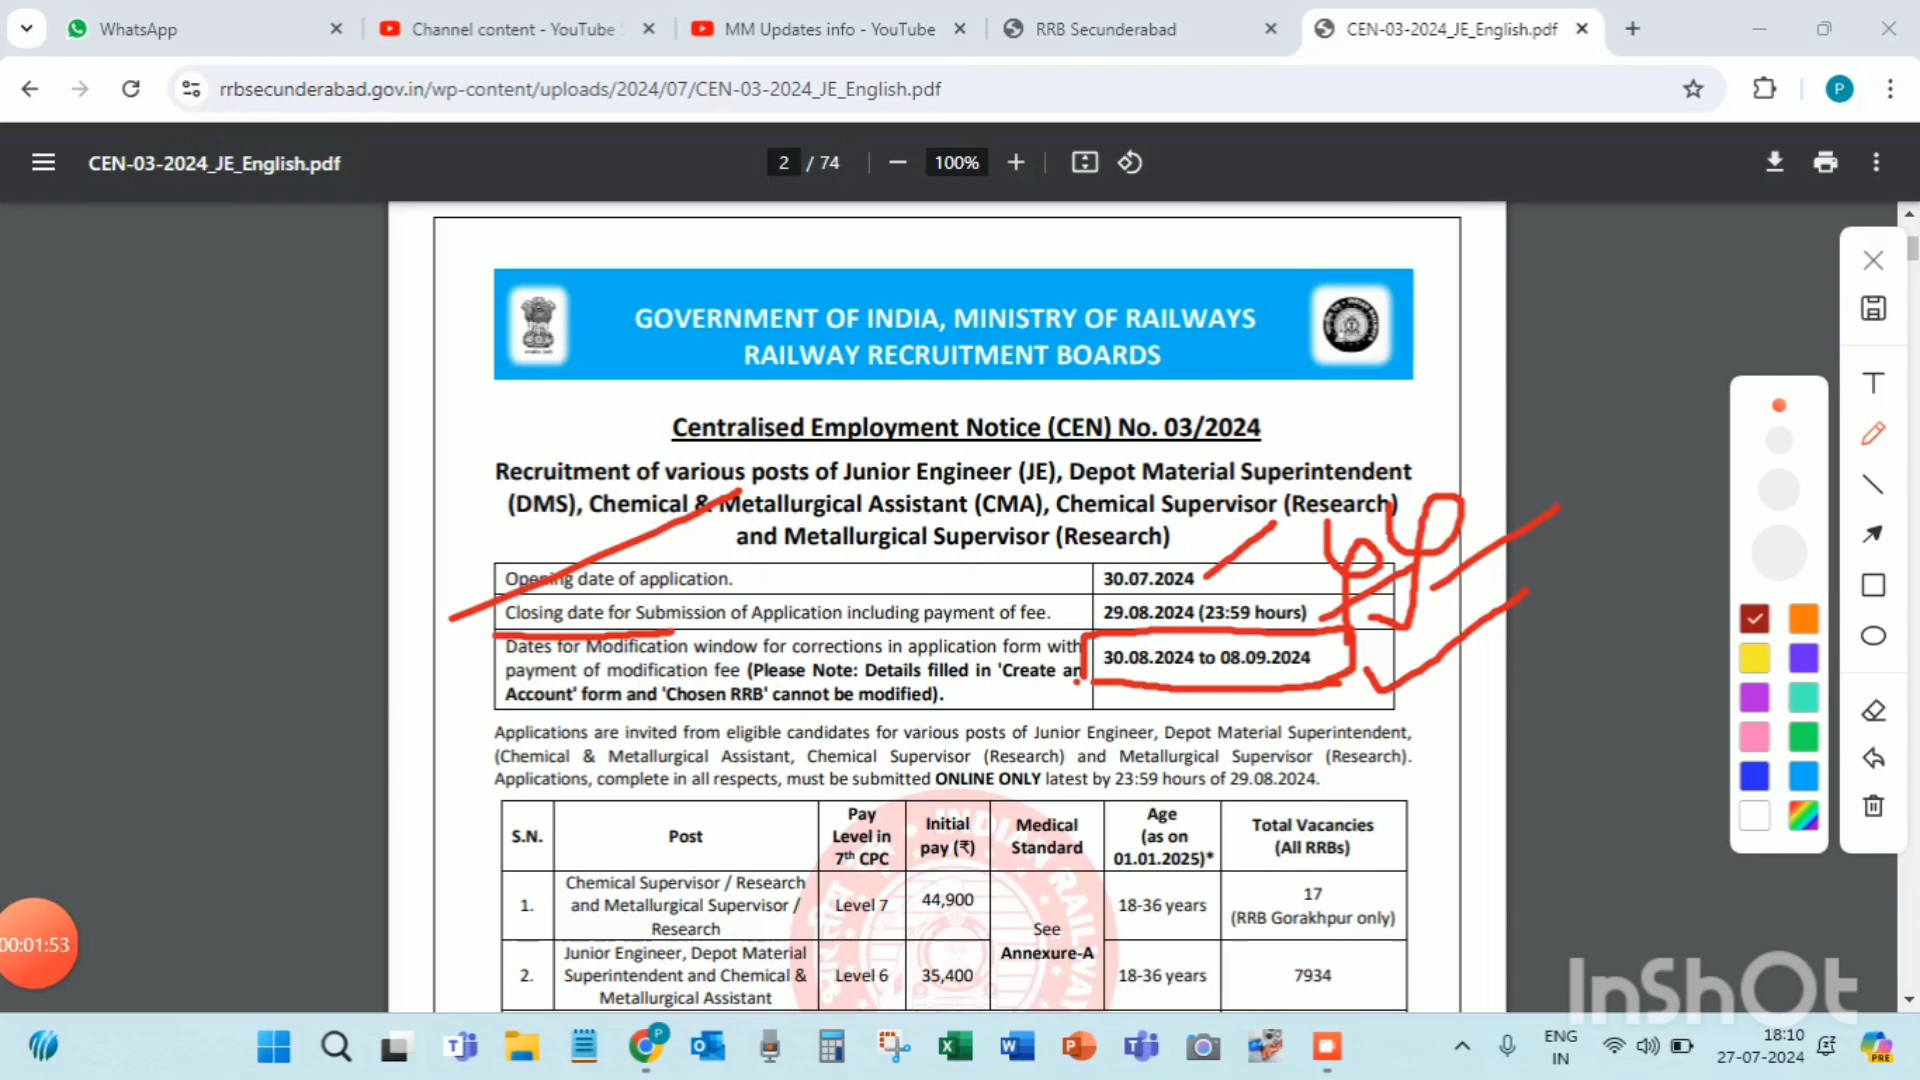 WhatsApp
Channel content - YouTube S
MM Updates info - YouTube
RRB Secunderabad
CEN-03-2024_JE_English.pdf
rrbsecunderabad.gov.in/wp-content/uploads/2024/07/CEN-03-2024_JE_English.pdf
P
CEN-03-2024_JE_English.pdf
2 / 74
100%
GOVERNMENT OF INDIA, MINISTRY OF RAILWAYS
RAILWAY RECRUITMENT BOARDS
Centralised Employment Notice (CEN) No. 03/2024
Recruitment of various posts of Junior Engineer (JE), Depot Material Superintendent
(DMS), Chemical & Metallurgical Assistant (CMA), Chemical Supervisor (Research)
and Metallurgical Supervisor (Research)
Opening date of application. 30.07.2024
Closing date for Submission of Application including payment of fee. 29.08.2024 (23:59 hours)
Dates for Modification window for corrections in application form with
payment of modification fee (Please Note: Details filled in 'Create an
Account' form and 'Chosen RRB' cannot be modified).
30.08.2024 to 08.09.2024
Applications are invited from eligible candidates for various posts of Junior Engineer, Depot Material Superintendent,
(Chemical & Metallurgical Assistant, Chemical Supervisor (Research) and Metallurgical Supervisor (Research).
Applications, complete in all respects, must be submitted ONLINE ONLY latest by 23:59 hours of 29.08.2024.
S.N.
Post
Pay
Level in
7th CPC
Initial
pay (₹)
Medical
Standard
Age
(as on
01.01.2025)*
Total Vacancies
(All RRBs)
1.
Chemical Supervisor / Research
and Metallurgical Supervisor /
Research
Level 7
44,900
See
Annexure-A
18-36 years
17
(RRB Gorakhpur only)
2.
Junior Engineer, Depot Material
Superintendent and Chemical &
Metallurgical Assistant
Level 6
35,400
18-36 years
7934
INDIAN RAILWAY
T
00:01:53
InShOt
P
ENG
IN
18:10
27-07-2024
PRE